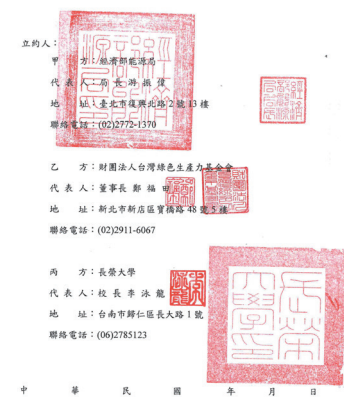 立約人：
甲　　方：經濟部能源局
代 表 人：局 長 游 振 偉
地　　址：臺北市復興北路 2 號 13 樓
聯絡電話：(02)2772-1370
乙　　方：財團法人台灣綠色生產力基金會
代 表 人：董事長 鄭 福 田
地　　址：新北市新店區寶橋路 48 號 5 樓
聯絡電話：(02)2911-6067
丙　　方：長榮大學
代 表 人：校 長 李 泳 龍
地　　址：台南市歸仁區長大路 1 號
聯絡電話：(06)2785123
長榮大學印
中　華　民　國　年　月　日